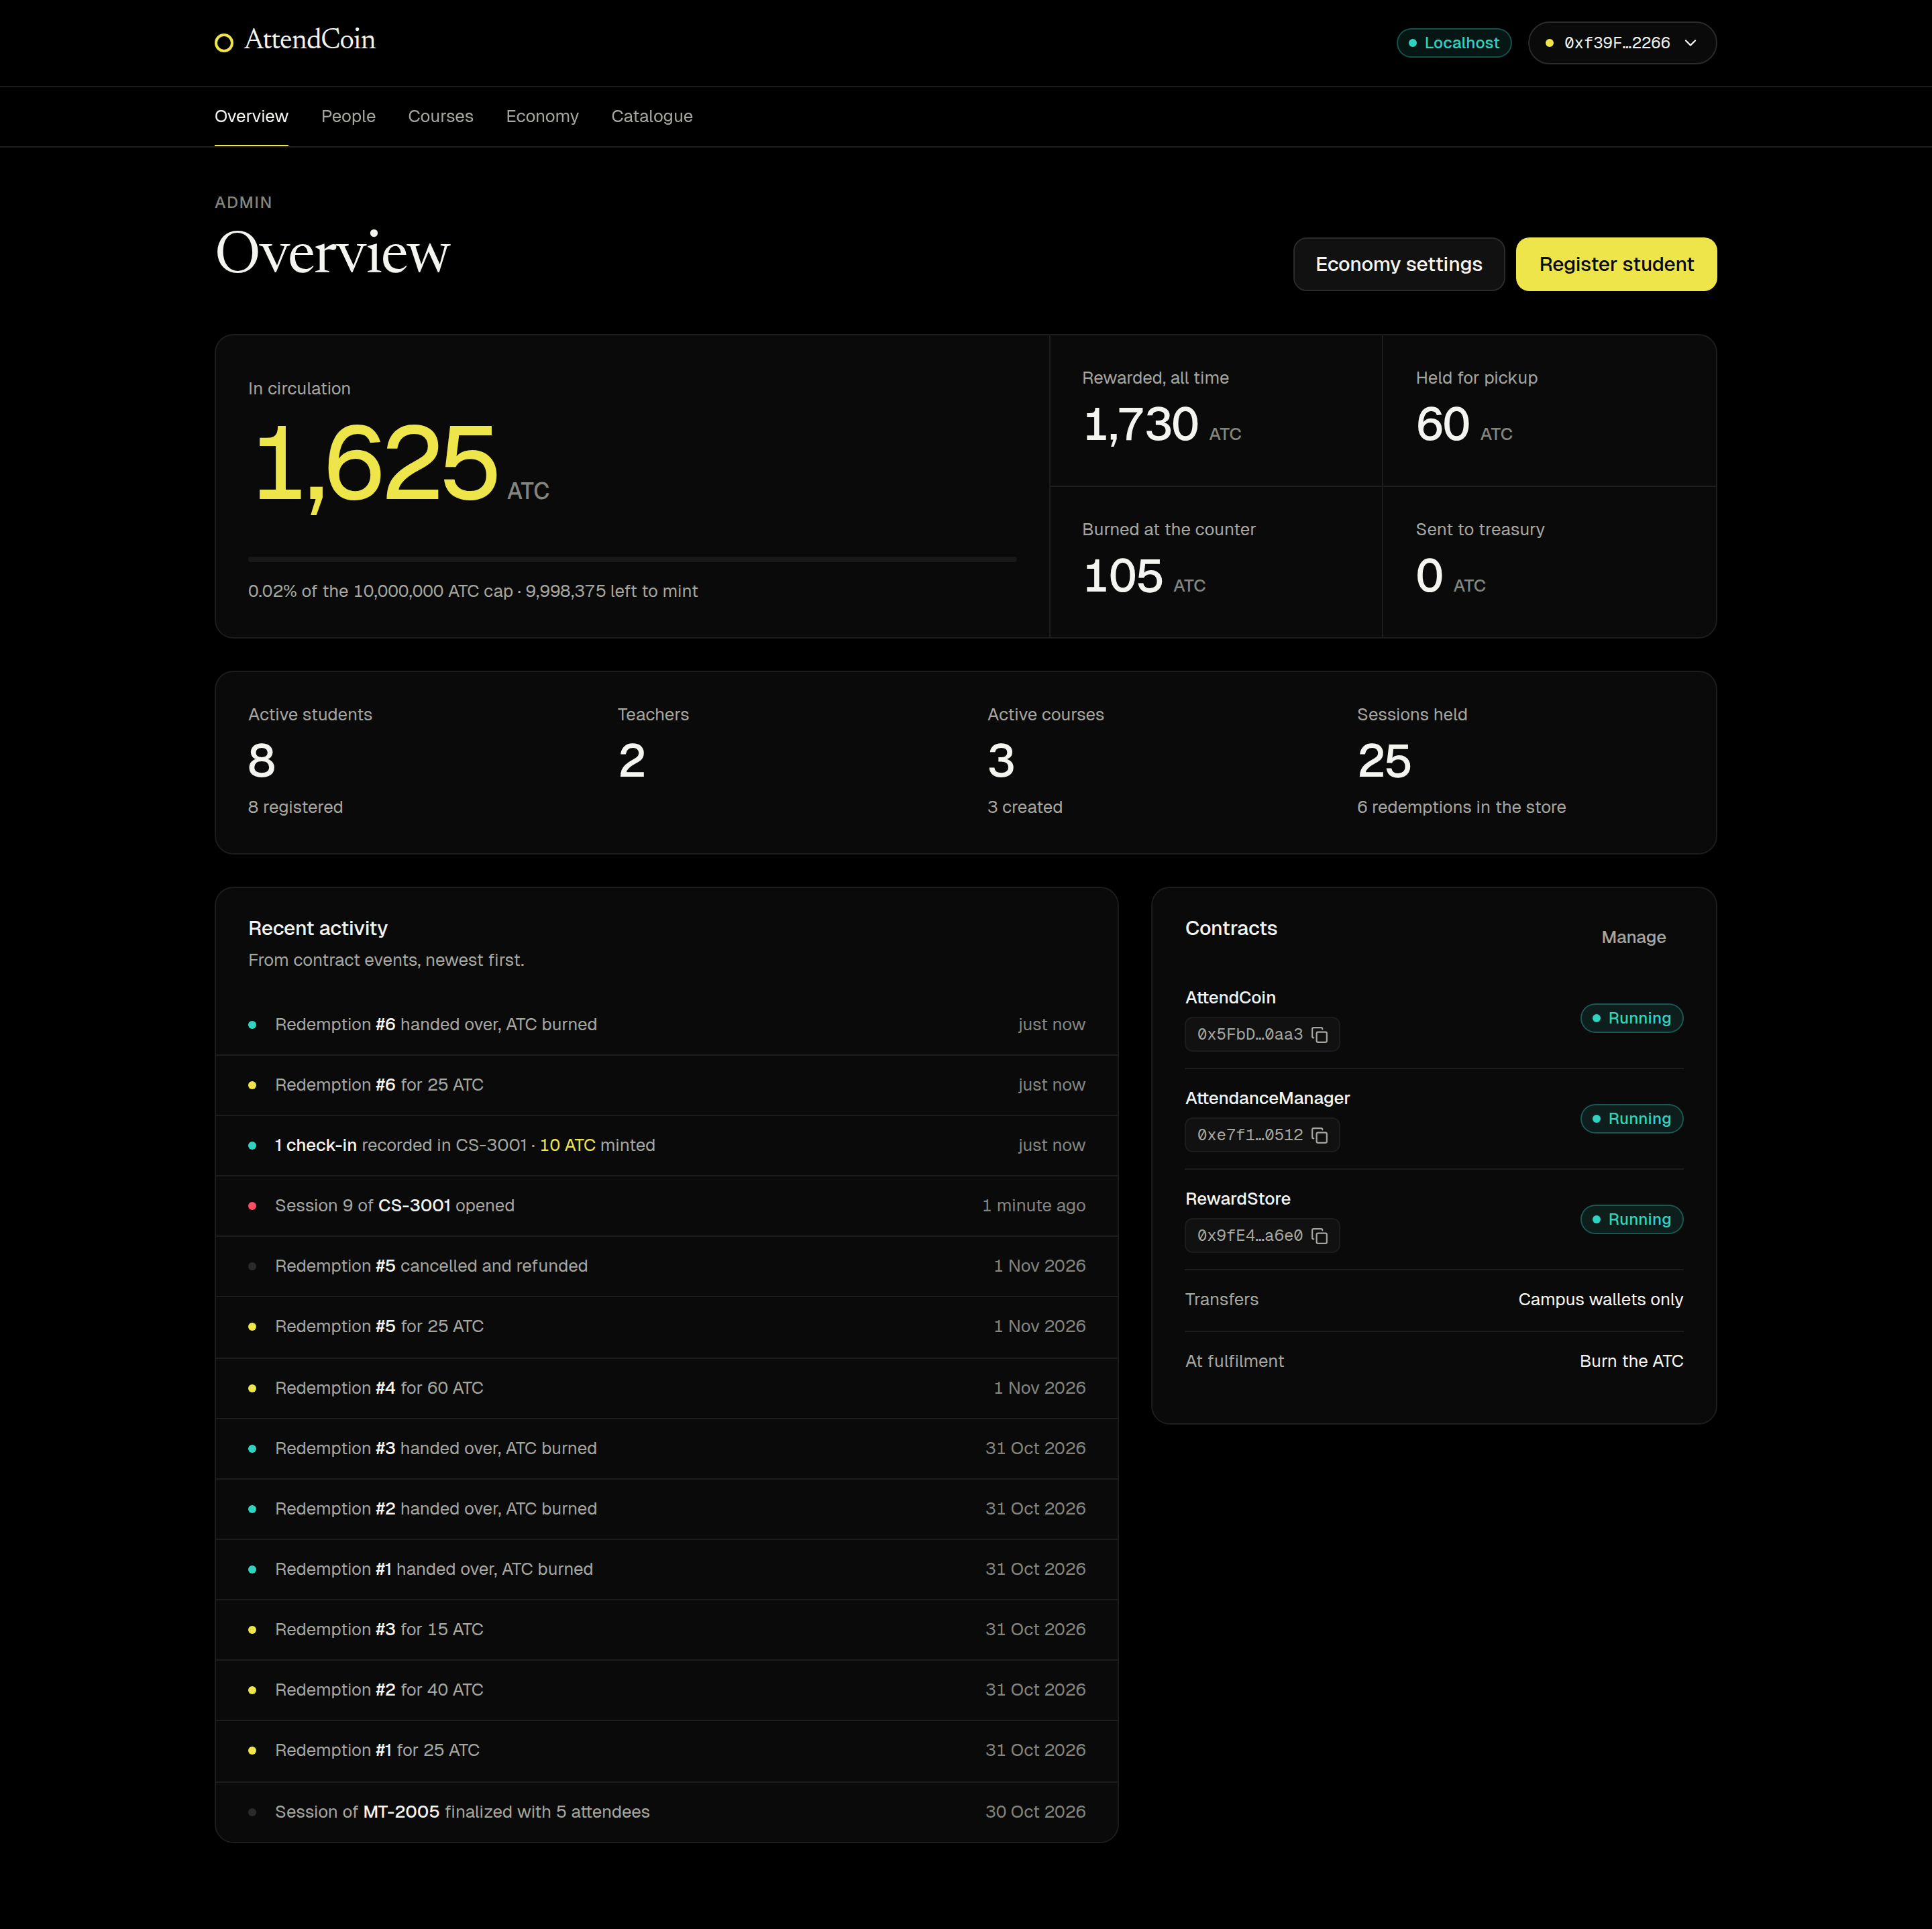 AttendCoin
Localhost
0xf39F…2266
Overview People Courses Economy Catalogue
ADMIN
Overview
Economy settings
Register student
In circulation
1,625 ATC
0.02% of the 10,000,000 ATC cap · 9,998,375 left to mint
Rewarded, all time
1,730 ATC
Held for pickup
60 ATC
Burned at the counter
105 ATC
Sent to treasury
0 ATC
Active students
8
8 registered
Teachers
2
Active courses
3
3 created
Sessions held
25
6 redemptions in the store
Recent activity
From contract events, newest first.
Redemption #6 handed over, ATC burned just now
Redemption #6 for 25 ATC just now
1 check-in recorded in CS-3001 · 10 ATC minted just now
Session 9 of CS-3001 opened 1 minute ago
Redemption #5 cancelled and refunded 1 Nov 2026
Redemption #5 for 25 ATC 1 Nov 2026
Redemption #4 for 60 ATC 1 Nov 2026
Redemption #3 handed over, ATC burned 31 Oct 2026
Redemption #2 handed over, ATC burned 31 Oct 2026
Redemption #1 handed over, ATC burned 31 Oct 2026
Redemption #3 for 15 ATC 31 Oct 2026
Redemption #2 for 40 ATC 31 Oct 2026
Redemption #1 for 25 ATC 31 Oct 2026
Session of MT-2005 finalized with 5 attendees 30 Oct 2026
Contracts
Manage
AttendCoin
0x5FbD…0aa3
Running
AttendanceManager
0xe7f1…0512
Running
RewardStore
0x9fE4…a6e0
Running
Transfers Campus wallets only
At fulfilment Burn the ATC